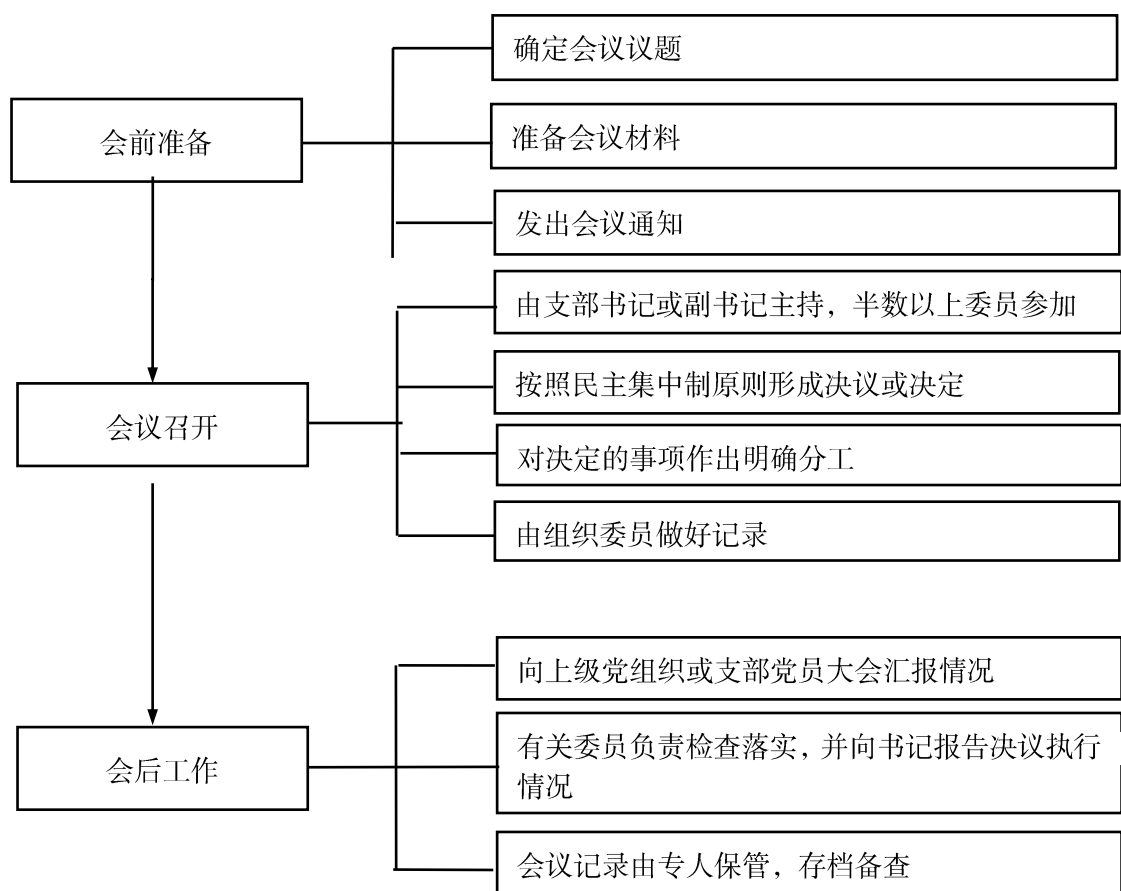 会前准备
确定会议议题
准备会议材料
发出会议通知
会议召开
由支部书记或副书记主持，半数以上委员参加
按照民主集中制原则形成决议或决定
对决定的事项作出明确分工
由组织委员做好记录
会后工作
向上级党组织或支部党员大会汇报情况
有关委员负责检查落实，并向书记报告决议执行
情况
会议记录由专人保管，存档备查